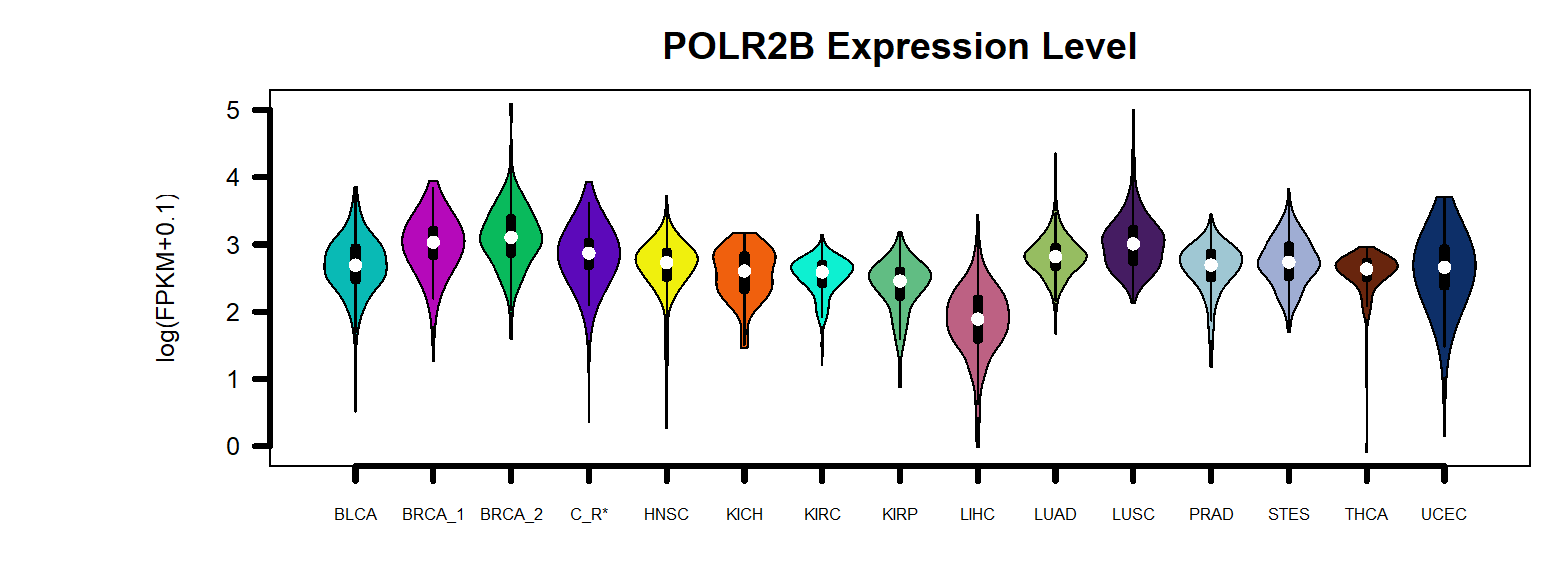 POLR2B Expression Level
log(FPKM+0.1)
5
4
3
2
1
0
BLCA BRCA_1 BRCA_2 C_R* HNSC KICH KIRC KIRP LIHC LUAD LUSC PRAD STES THCA UCEC